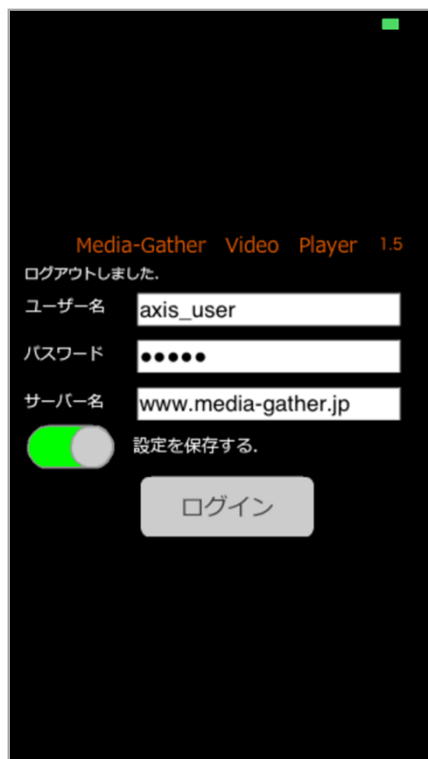 Media-Gather Video Player 1.5
ログアウトしました.
ユーザー名 axis_user
パスワード ●●●●●
サーバー名 www.media-gather.jp
設定を保存する.
ログイン